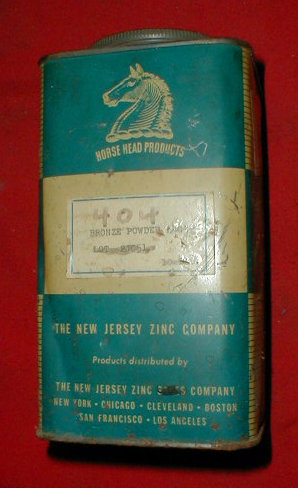 HORSE HEAD PRODUCTS
404
BRONZE POWDER
LOT
THE NEW JERSEY ZINC COMPANY
Products distributed by
THE NEW JERSEY ZINC SALES COMPANY
NEW YORK • CHICAGO • CLEVELAND • BOSTON
SAN FRANCISCO • LOS ANGELES